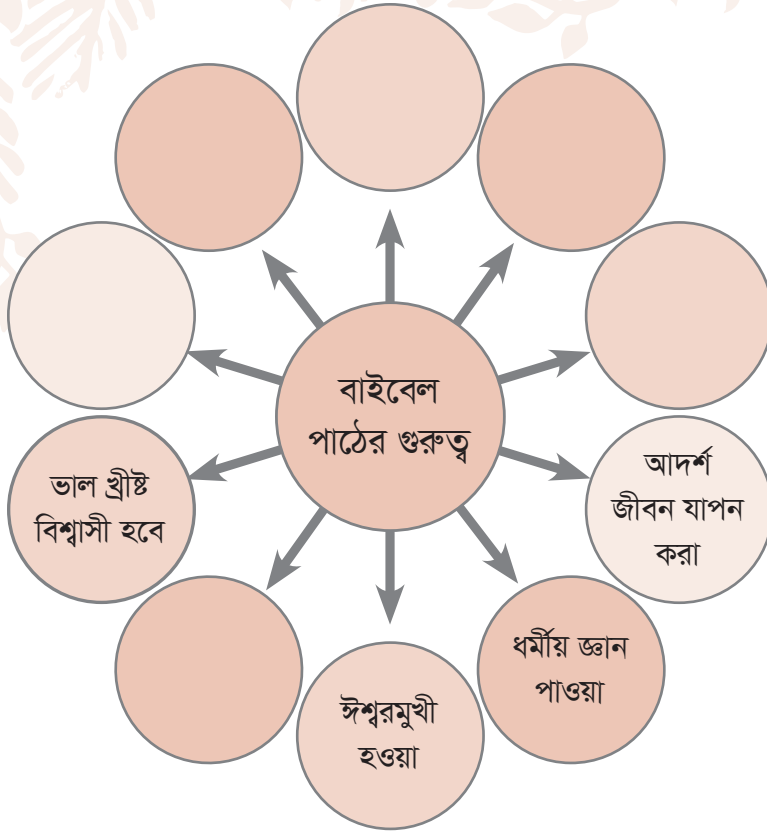 বাইবেল
পাঠের গুরুত্ব
ভাল খ্রীষ্ট
বিশ্বাসী হবে
আদর্শ
জীবন যাপন
করা
ধর্মীয় জ্ঞান
পাওয়া
ঈশ্বরমুখী
হওয়া